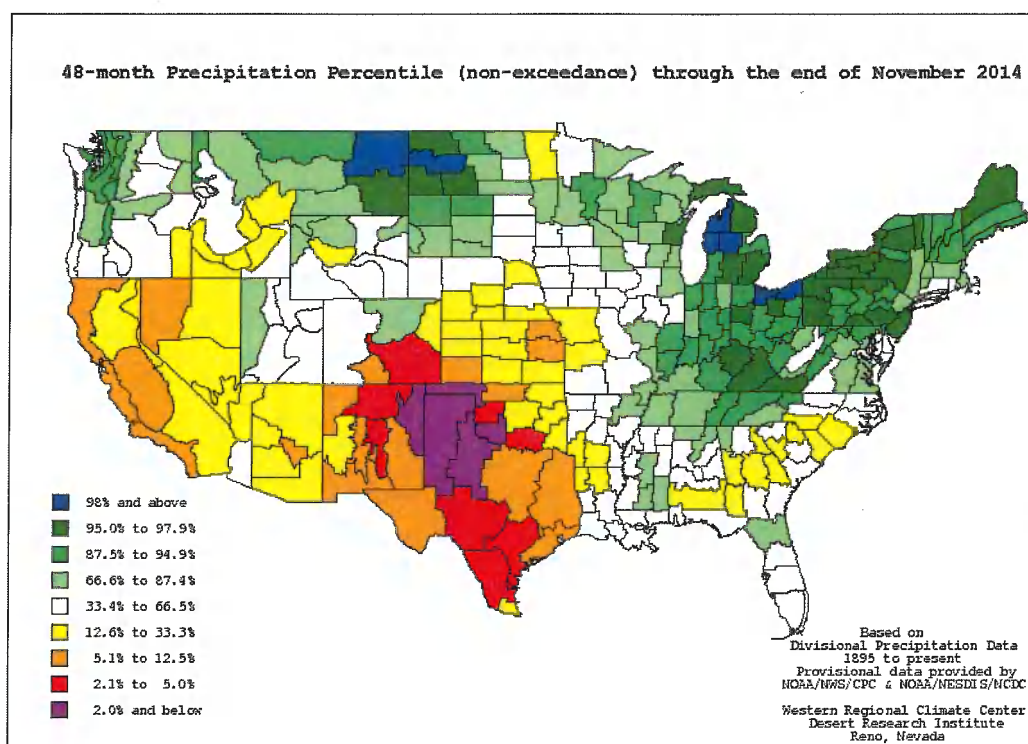 48-month Precipitation Percentile (non-exceedance) through the end of November 2014
98% and above
95.0% to 97.9%
87.5% to 94.9%
66.6% to 87.4%
33.4% to 66.5%
12.6% to 33.3%
5.1% to 12.5%
2.1% to 5.0%
2.0% and below
Based on
Divisional Precipitation Data
1895 to present
Provisional data provided by
NOAA/NWS/CPC & NOAA/NESDIS/NCDC
Western Regional Climate Center
Desert Research Institute
Reno, Nevada